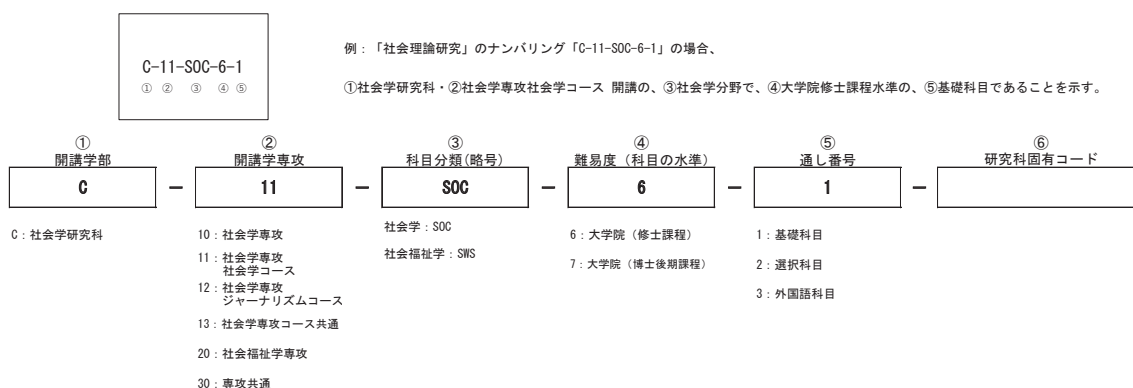 C-11-SOC-6-1
① ② ③ ④ ⑤
例：「社会理論研究」のナンバリング「C-11-SOC-6-1」の場合、
①社会学研究科・②社会学専攻社会学コース 開講の、③社会学分野で、④大学院修士課程水準の、⑤基礎科目であることを示す。
① ② ③ ④ ⑤ ⑥
開講学部 開講学専攻 科目分類(略号) 難易度（科目の水準） 通し番号 研究科固有コード
C － 11 － SOC － 6 － 1 －
C：社会学研究科
10：社会学専攻
11：社会学専攻
社会学コース
12：社会学専攻
ジャーナリズムコース
13：社会学専攻コース共通
20：社会福祉学専攻
30：専攻共通
社会学：SOC
社会福祉学：SWS
6：大学院（修士課程）
7：大学院（博士後期課程）
1：基礎科目
2：選択科目
3：外国語科目